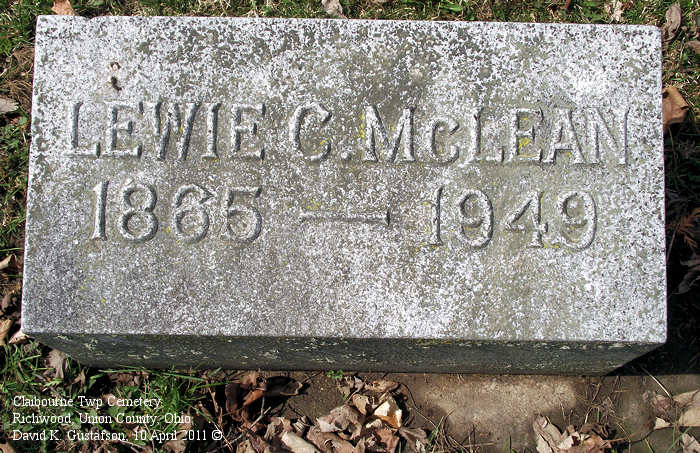 LEWIE C. McLEAN
1865 — 1949
Claibourne Twp Cemetery
Richwood, Union County, Ohio
David K. Gustafson, 10 April 2011 ©